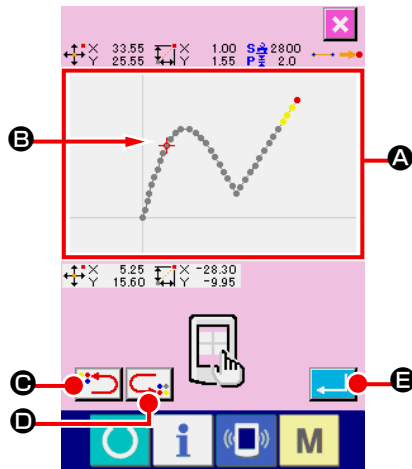 X 33.55 X 1.00 S 2800
Y 25.55 Y 1.55 P 2.0
B
A
X 5.25 X -28.30
Y 15.60 Y -9.95
C
E
D
i M